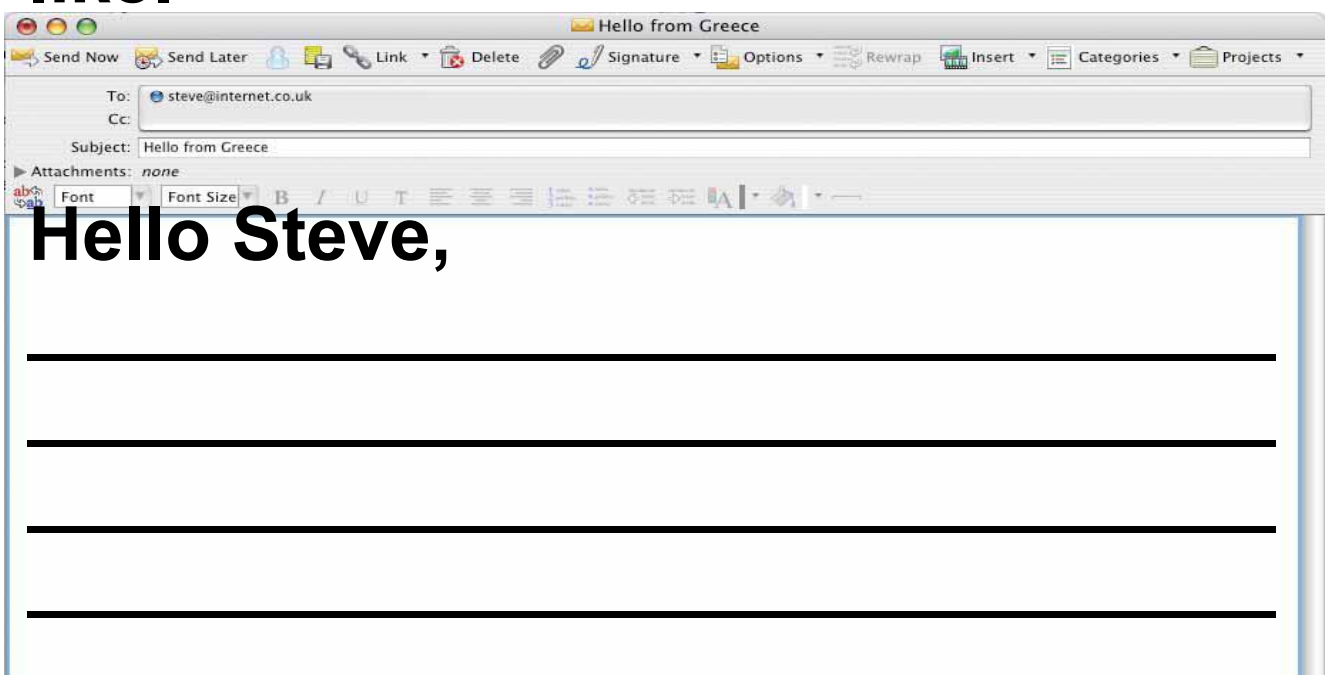 Hello from Greece
Send Now Send Later Link Delete Signature Options Rewrap Insert Categories Projects
To: steve@internet.co.uk
Cc:
Subject: Hello from Greece
Attachments: none
Font Font Size B I U T
Hello Steve,